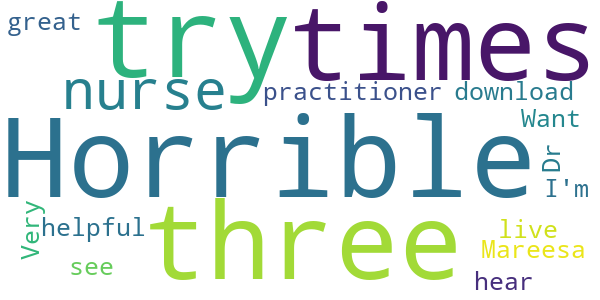 great
try
times
nurse
practitioner
download
Want
Horrible
Dr
I'm
Very
helpful
three
live
Mareesa
see
hear